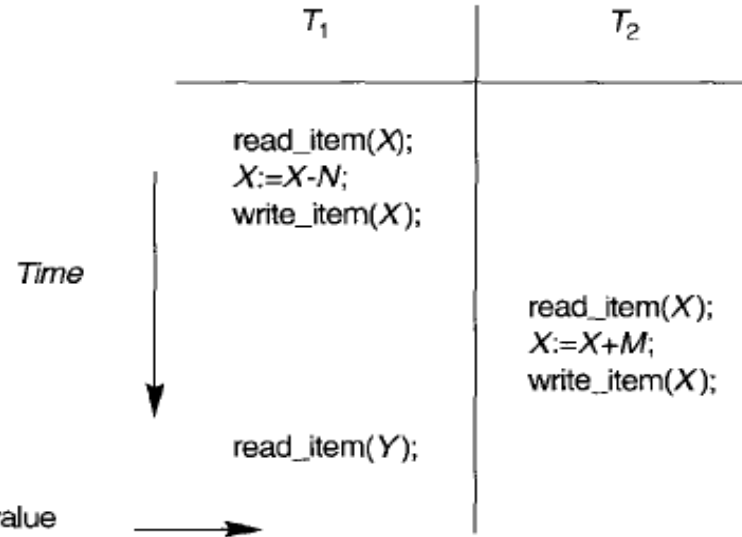 T₁ T₂
read_item(X);
X:=X-N;
write_item(X);
Time
read_item(X);
X:=X+M;
write_item(X);
read_item(Y);
value